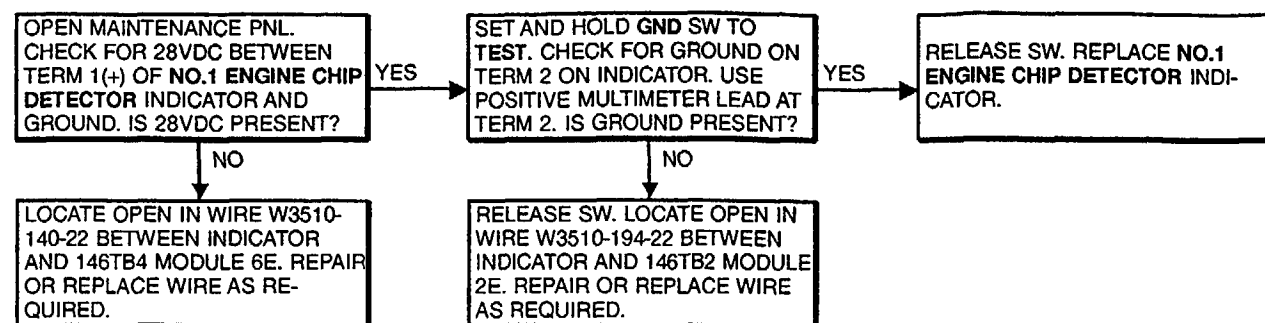 OPEN MAINTENANCE PNL.
CHECK FOR 28VDC BETWEEN
TERM 1(+) OF NO.1 ENGINE CHIP
DETECTOR INDICATOR AND
GROUND. IS 28VDC PRESENT?
YES
SET AND HOLD GND SW TO
TEST. CHECK FOR GROUND ON
TERM 2 ON INDICATOR. USE
POSITIVE MULTIMETER LEAD AT
TERM 2. IS GROUND PRESENT?
YES
RELEASE SW. REPLACE NO.1
ENGINE CHIP DETECTOR INDI-
CATOR.
NO
NO
LOCATE OPEN IN WIRE W3510-
140-22 BETWEEN INDICATOR
AND 146TB4 MODULE 6E. REPAIR
OR REPLACE WIRE AS RE-
QUIRED.
RELEASE SW. LOCATE OPEN IN
WIRE W3510-194-22 BETWEEN
INDICATOR AND 146TB2 MODULE
2E. REPAIR OR REPLACE WIRE
AS REQUIRED.